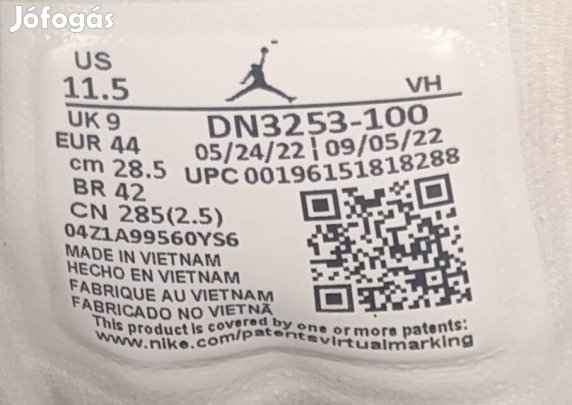 Jófogás
US
11.5
VH
UK 9
DN3253-100
EUR 44
05/24/22 | 09/05/22
cm 28.5
UPC 00196151818288
BR 42
CN 285(2.5)
04Z1A99560YS6
MADE IN VIETNAM
HECHO EN VIETNAM
FABRIQUE AU VIETNAM
FABRICADO NO VIETNÃ
This product is covered by one or more patents:
www.nike.com/patentsvirtualmarking